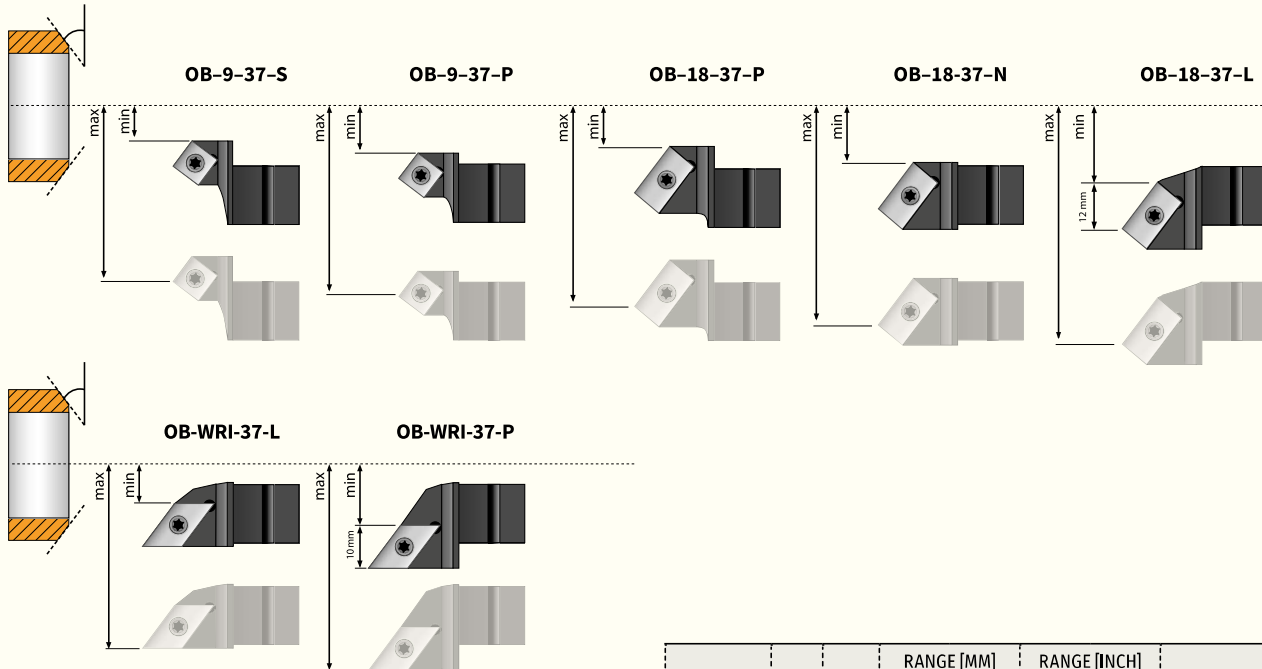 OB–9–37–S
OB–9–37–P
OB–18–37–P
OB–18-37–N
OB–18–37–L
max
min
max
min
max
min
max
min
max
min
12 mm
OB-WRI-37-L
OB-WRI-37-P
max
min
max
min
10 mm
RANGE [MM]
RANGE [INCH]